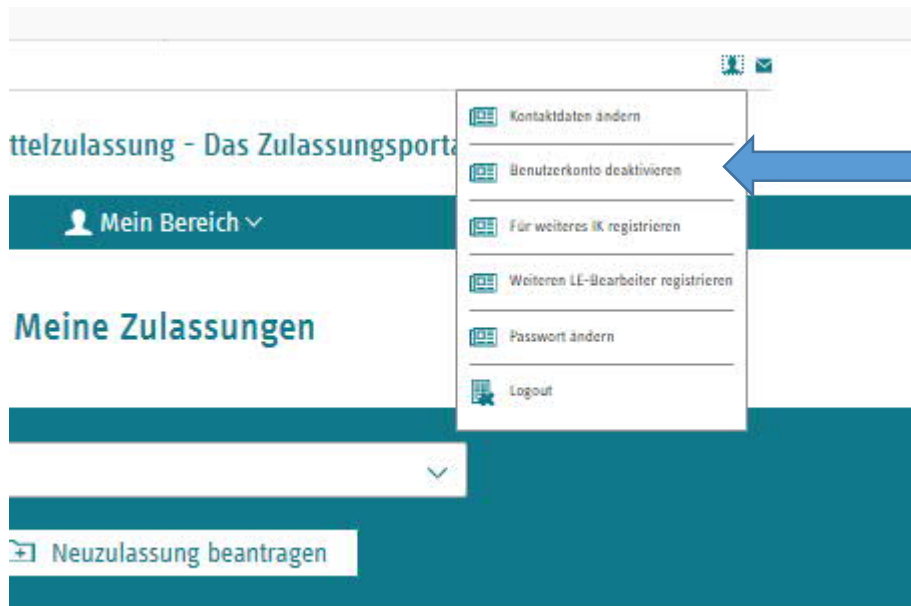 Kontaktdaten ändern
ttelzulassung - Das Zulassungsporta
Benutzerkonto deaktivieren
Mein Bereich
Für weiteres IK registrieren
Weiteren LE-Bearbeiter registrieren
Meine Zulassungen
Passwort ändern
Logout
Neuzulassung beantragen